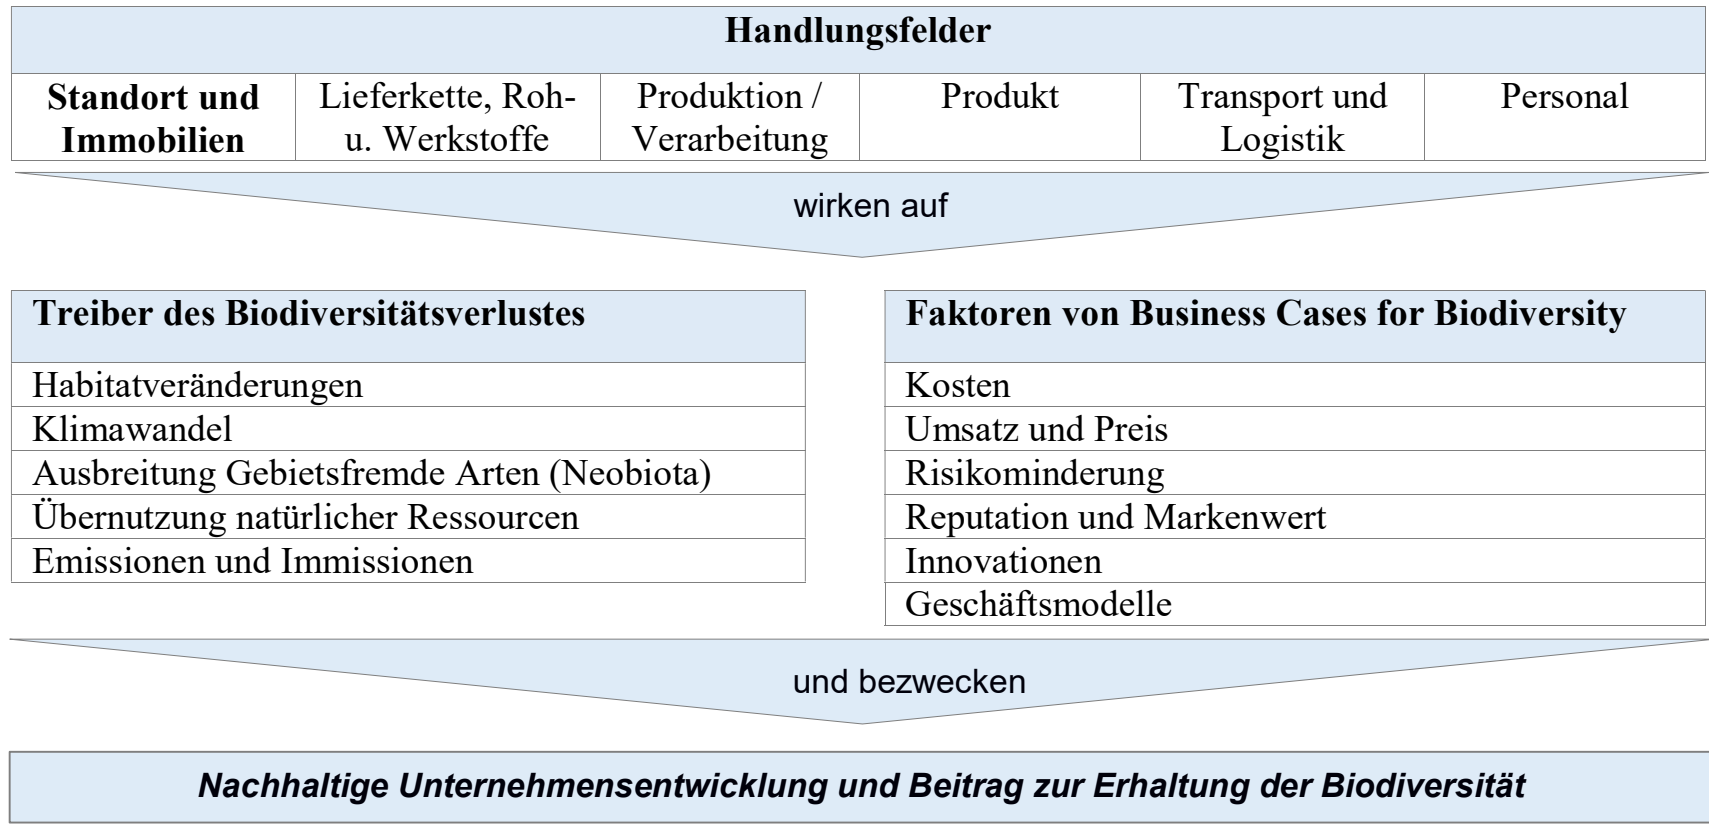 Handlungsfelder
Standort und
Immobilien
Lieferkette, Roh-
u. Werkstoffe
Produktion /
Verarbeitung
Produkt
Transport und
Logistik
Personal
wirken auf
Treiber des Biodiversitätsverlustes
Habitatveränderungen
Klimawandel
Ausbreitung Gebietsfremde Arten (Neobiota)
Übernutzung natürlicher Ressourcen
Emissionen und Immissionen
Faktoren von Business Cases for Biodiversity
Kosten
Umsatz und Preis
Risikominderung
Reputation und Markenwert
Innovationen
Geschäftsmodelle
und bezwecken
Nachhaltige Unternehmensentwicklung und Beitrag zur Erhaltung der Biodiversität